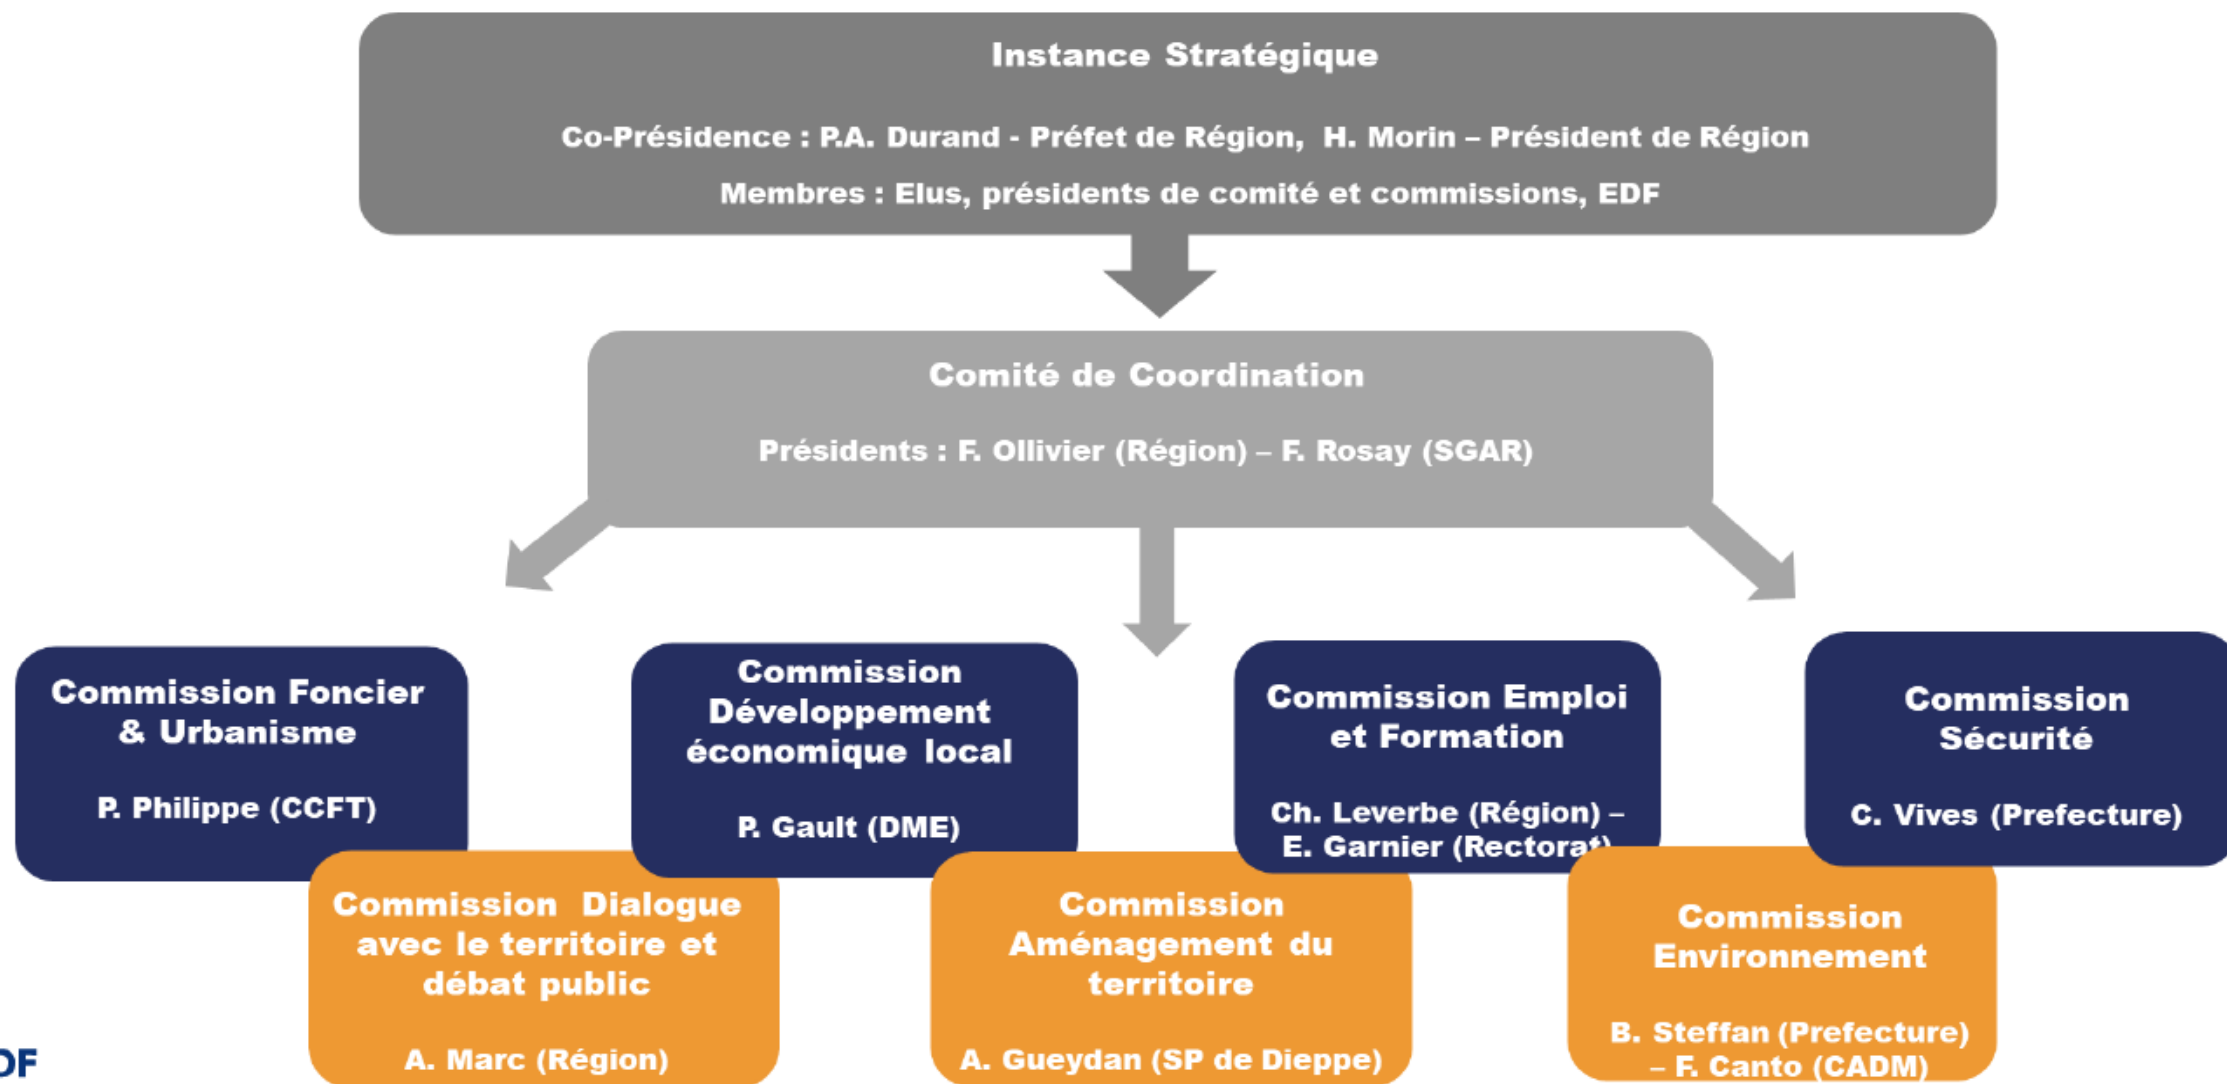 Instance Stratégique
Co-Présidence : P.A. Durand - Préfet de Région, H. Morin – Président de Région
Membres : Elus, présidents de comité et commissions, EDF
Comité de Coordination
Présidents : F. Ollivier (Région) – F. Rosay (SGAR)
Commission Foncier
& Urbanisme
P. Philippe (CCFT)
Commission
Développement
économique local
P. Gault (DME)
Commission Emploi
et Formation
Ch. Leverbe (Région) –
E. Garnier (Rectorat)
Commission
Sécurité
C. Vives (Prefecture)
Commission Dialogue
avec le territoire et
débat public
A. Marc (Région)
Commission
Aménagement du
territoire
A. Gueydan (SP de Dieppe)
Commission
Environnement
B. Steffan (Prefecture)
– F. Canto (CADM)
DF